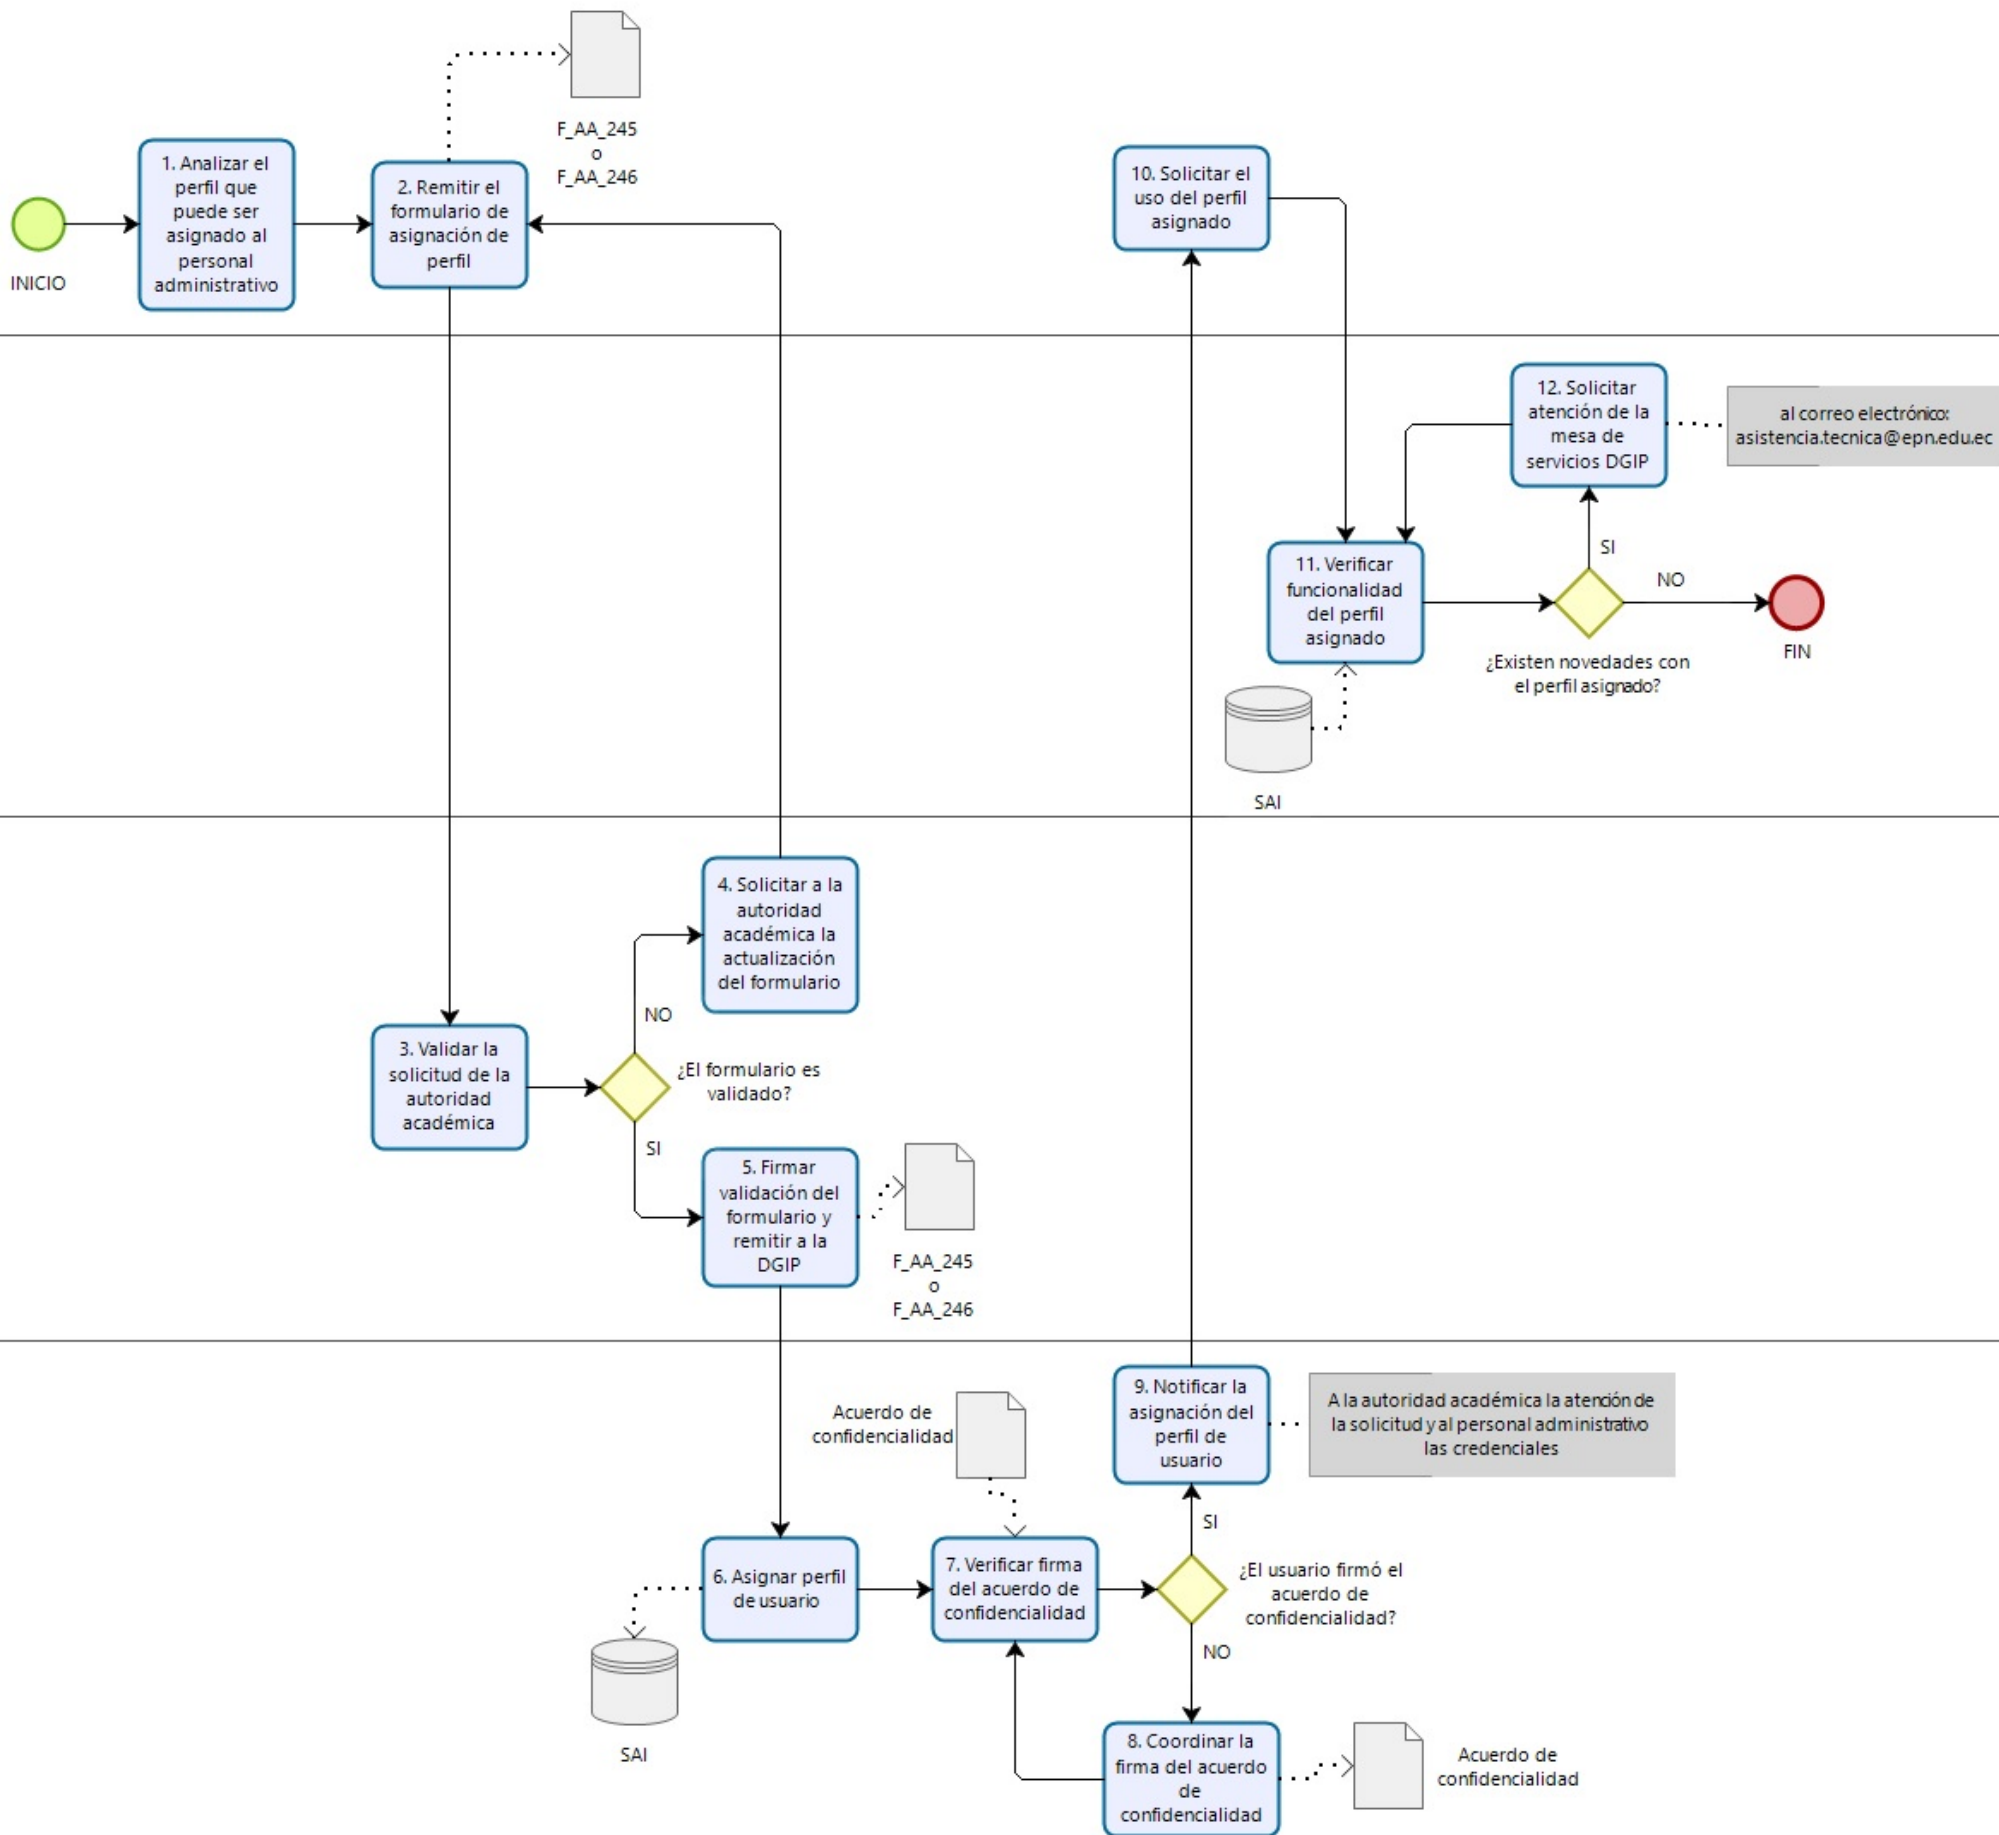 F_AA_245
o
F_AA_246
INICIO
1. Analizar el
perfil que
puede ser
asignado al
personal
administrativo
2. Remitir el
formulario de
asignación de
perfil
10. Solicitar el
uso del perfil
asignado
12. Solicitar
atención de la
mesa de
servicios DGIP
al correo electrónico:
asistencia.tecnica@epn.edu.ec
SI
NO
11. Verificar
funcionalidad
del perfil
asignado
¿Existen novedades con
el perfil asignado?
FIN
SAI
4. Solicitar a la
autoridad
académica la
actualización
del formulario
NO
3. Validar la
solicitud de la
autoridad
académica
¿El formulario es
validado?
SI
5. Firmar
validación del
formulario y
remitir a la
DGIP
F_AA_245
o
F_AA_246
Acuerdo de
confidencialidad
9. Notificar la
asignación del
perfil de
usuario
A la autoridad académica la atención de
la solicitud y al personal administrativo
las credenciales
SI
6. Asignar perfil
de usuario
7. Verificar firma
del acuerdo de
confidencialidad
¿El usuario firmó el
acuerdo de
confidencialidad?
NO
SAI
8. Coordinar la
firma del acuerdo
de
confidencialidad
Acuerdo de
confidencialidad